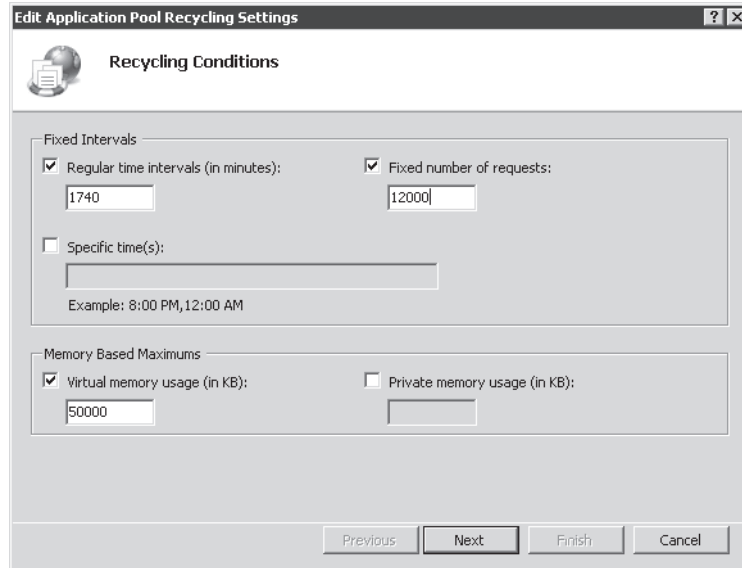 Edit Application Pool Recycling Settings
Recycling Conditions
Fixed Intervals
Regular time intervals (in minutes):
Fixed number of requests:
1740
12000
Specific time(s):
Example: 8:00 PM,12:00 AM
Memory Based Maximums
Virtual memory usage (in KB):
Private memory usage (in KB):
50000
Previous
Next
Finish
Cancel